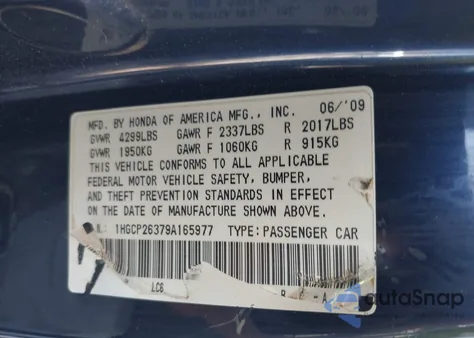 MFD. BY HONDA OF AMERICA MFG., INC. 06/'09
GVWR 4299LBS GAWR F 2337LBS R 2017LBS
GVWR 1950KG GAWR F 1060KG R 915KG
THIS VEHICLE CONFORMS TO ALL APPLICABLE
FEDERAL MOTOR VEHICLE SAFETY, BUMPER,
AND THEFT PREVENTION STANDARDS IN EFFECT
ON THE DATE OF MANUFACTURE SHOWN ABOVE.
.N.: 1HGCP26379A165977 TYPE: PASSENGER CAR
LC6
autoSnap